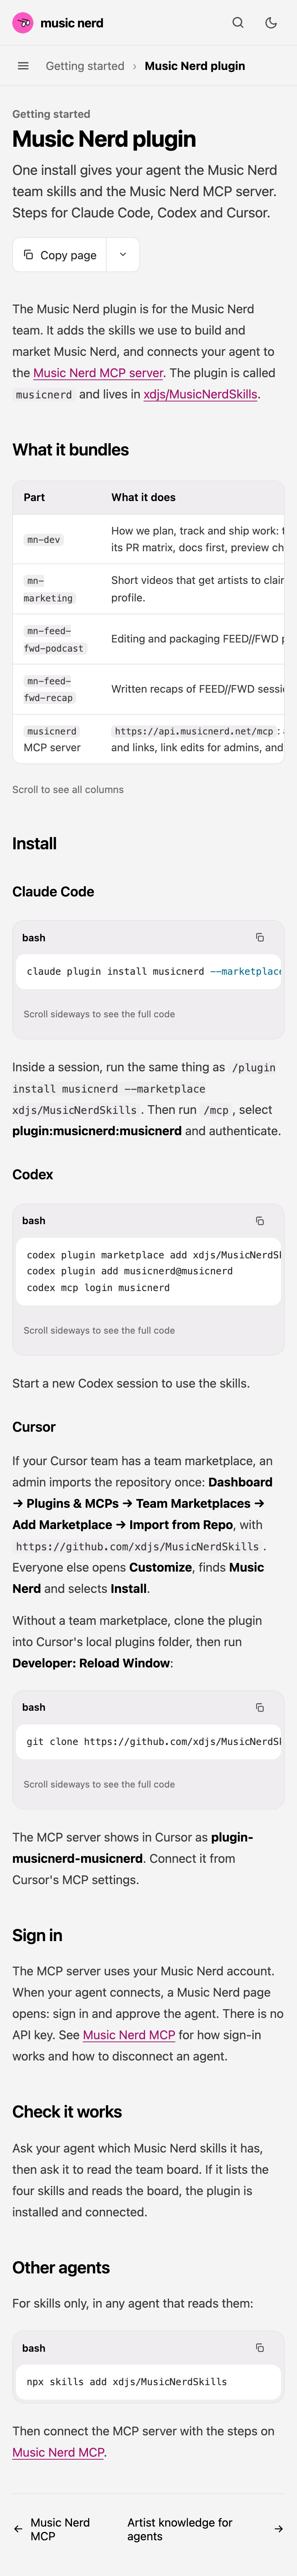 music nerd
Getting started › Music Nerd plugin
Getting started
Music Nerd plugin
One install gives your agent the Music Nerd
team skills and the Music Nerd MCP server.
Steps for Claude Code, Codex and Cursor.
Copy page
The Music Nerd plugin is for the Music Nerd
team. It adds the skills we use to build and
market Music Nerd, and connects your agent to
the Music Nerd MCP server. The plugin is called
musicnerd and lives in xdjs/MusicNerdSkills.
What it bundles
Part What it does
mn-dev How we plan, track and ship work:
its PR matrix, docs first, preview
mn-marketing Short videos that get artists to
profile.
mn-feed-fwd-podcast Editing and packaging FEED//FWD
mn-feed-fwd-recap Written recaps of FEED//FWD
musicnerd MCP server https://api.musicnerd.net/mcp :
and links, link edits for admins, and
Scroll to see all columns
Install
Claude Code
bash
claude plugin install musicnerd --marketplace
Scroll sideways to see the full code
Inside a session, run the same thing as /plugin
install musicnerd --marketplace
xdjs/MusicNerdSkills . Then run /mcp , select
plugin:musicnerd:musicnerd and authenticate.
Codex
bash
codex plugin marketplace add
codex plugin add musicnerd@musicnerd
codex mcp login musicnerd
Scroll sideways to see the full code
Start a new Codex session to use the skills.
Cursor
If your Cursor team has a team marketplace, an
admin imports the repository once: Dashboard
→ Plugins & MCPs → Team Marketplaces →
Add Marketplace → Import from Repo, with
https://github.com/xdjs/MusicNerdSkills .
Everyone else opens Customize, finds Music
Nerd and selects Install.
Without a team marketplace, clone the plugin
into Cursor's local plugins folder, then run
Developer: Reload Window:
bash
git clone
Scroll sideways to see the full code
The MCP server shows in Cursor as plugin-
musicnerd-musicnerd. Connect it from
Cursor's MCP settings.
Sign in
The MCP server uses your Music Nerd account.
When your agent connects, a Music Nerd page
opens: sign in and approve the agent. There is no
API key. See Music Nerd MCP for how sign-in
works and how to disconnect an agent.
Check it works
Ask your agent which Music Nerd skills it has,
then ask it to read the team board. If it lists the
four skills and reads the board, the plugin is
installed and connected.
Other agents
For skills only, in any agent that reads them:
bash
npx skills add xdjs/MusicNerdSkills
Then connect the MCP server with the steps on
Music Nerd MCP.
← Music Nerd MCP
Artist knowledge for agents →